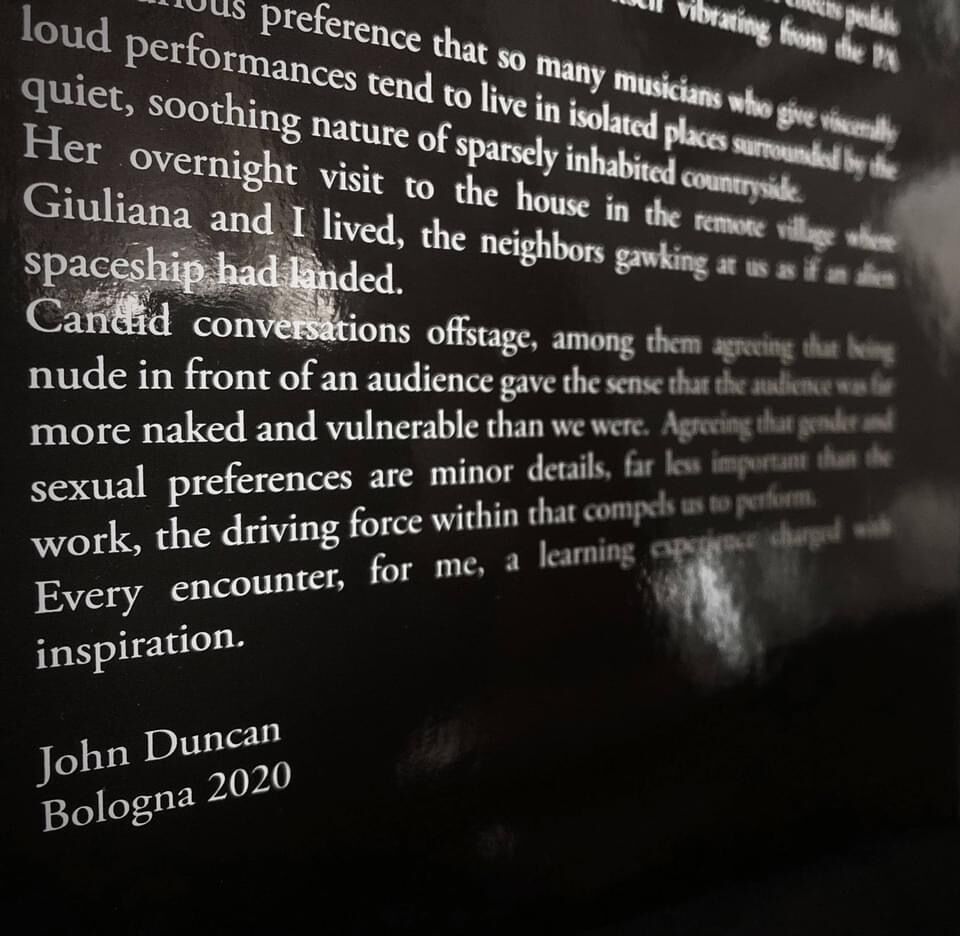 effects pedals
vibrating from the PA
preference that so many musicians who give viscerally
loud performances tend to live in isolated places surrounded by the
quiet, soothing nature of sparsely inhabited countryside.
Her overnight visit to the house in the remote village where
Giuliana and I lived, the neighbors gawking at us as if an alien
spaceship had landed.
Candid conversations offstage, among them agreeing that being
nude in front of an audience gave the sense that the audience was far
more naked and vulnerable than we were. Agreeing that gender and
sexual preferences are minor details, far less important than the
work, the driving force within that compels us to perform.
Every encounter, for me, a learning experience charged with
inspiration.
John Duncan
Bologna 2020